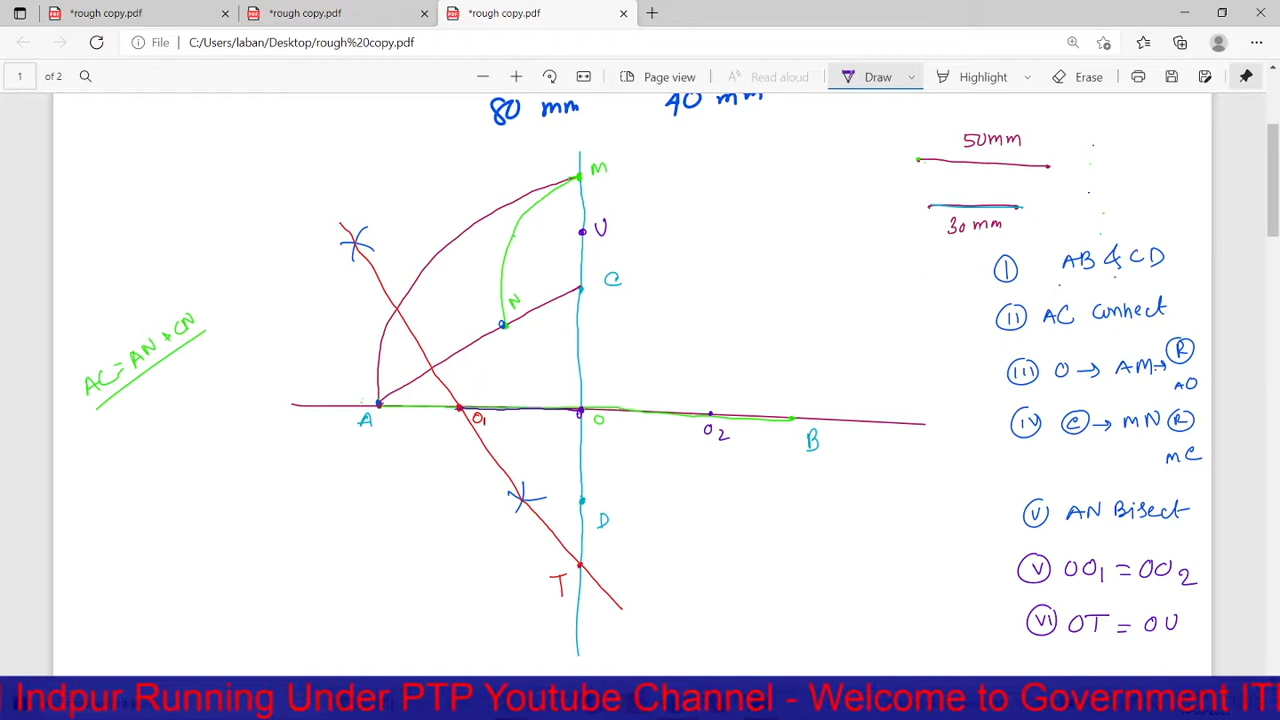 *rough copy.pdf
*rough copy.pdf
*rough copy.pdf
File
C:/Users/laban/Desktop/rough%20copy.pdf
1 of 2
Page view
Read aloud
Draw
Highlight
Erase
80 mm 40 mm
50mm
30 mm
M
U
C
N
AC = AN + CN
A
O1
O
O2
B
D
T
I AB & CD
II AC Connect
III O → AM → R
AO
IV C → MN R
MC
V AN Bisect
V OO1 = OO2
VI OT = OU
Indpur Running Under PTP Youtube Channel - Welcome to Government IT